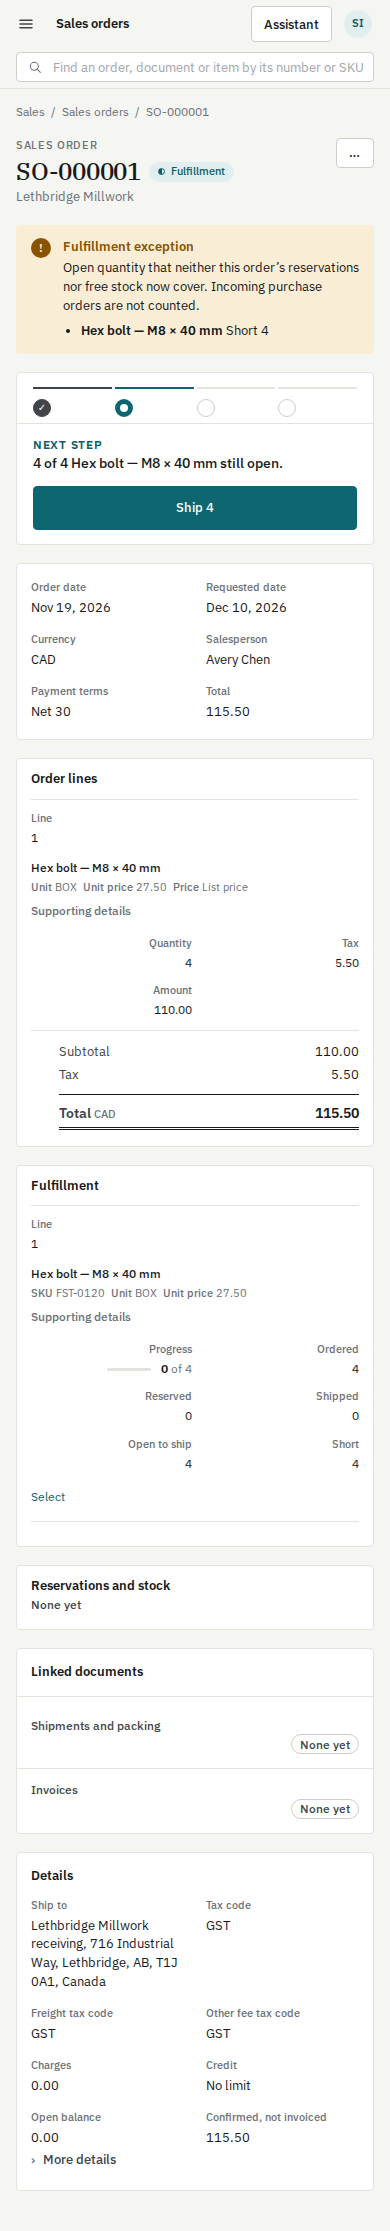 Sales orders
Assistant
SI
Find an order, document or item by its number or SKU
Sales / Sales orders / SO-000001
SALES ORDER
SO-000001
Fulfillment
...
Lethbridge Millwork
Fulfillment exception
Open quantity that neither this order’s reservations
nor free stock now cover. Incoming purchase
orders are not counted.
• Hex bolt — M8 × 40 mm Short 4
NEXT STEP
4 of 4 Hex bolt — M8 × 40 mm still open.
Ship 4
Order date
Requested date
Nov 19, 2026
Dec 10, 2026
Currency
Salesperson
CAD
Avery Chen
Payment terms
Total
Net 30
115.50
Order lines
Line
1
Hex bolt — M8 × 40 mm
Unit BOX Unit price 27.50 Price List price
Supporting details
Quantity
Tax
4
5.50
Amount
110.00
Subtotal 110.00
Tax 5.50
Total CAD 115.50
Fulfillment
Line
1
Hex bolt — M8 × 40 mm
SKU FST-0120 Unit BOX Unit price 27.50
Supporting details
Progress
Ordered
0 of 4
4
Reserved
Shipped
0
0
Open to ship
Short
4
4
Select
Reservations and stock
None yet
Linked documents
Shipments and packing
None yet
Invoices
None yet
Details
Ship to
Tax code
Lethbridge Millwork
receiving, 716 Industrial
Way, Lethbridge, AB, T1J
0A1, Canada
GST
Freight tax code
Other fee tax code
GST
GST
Charges
Credit
0.00
No limit
Open balance
Confirmed, not invoiced
0.00
115.50
› More details